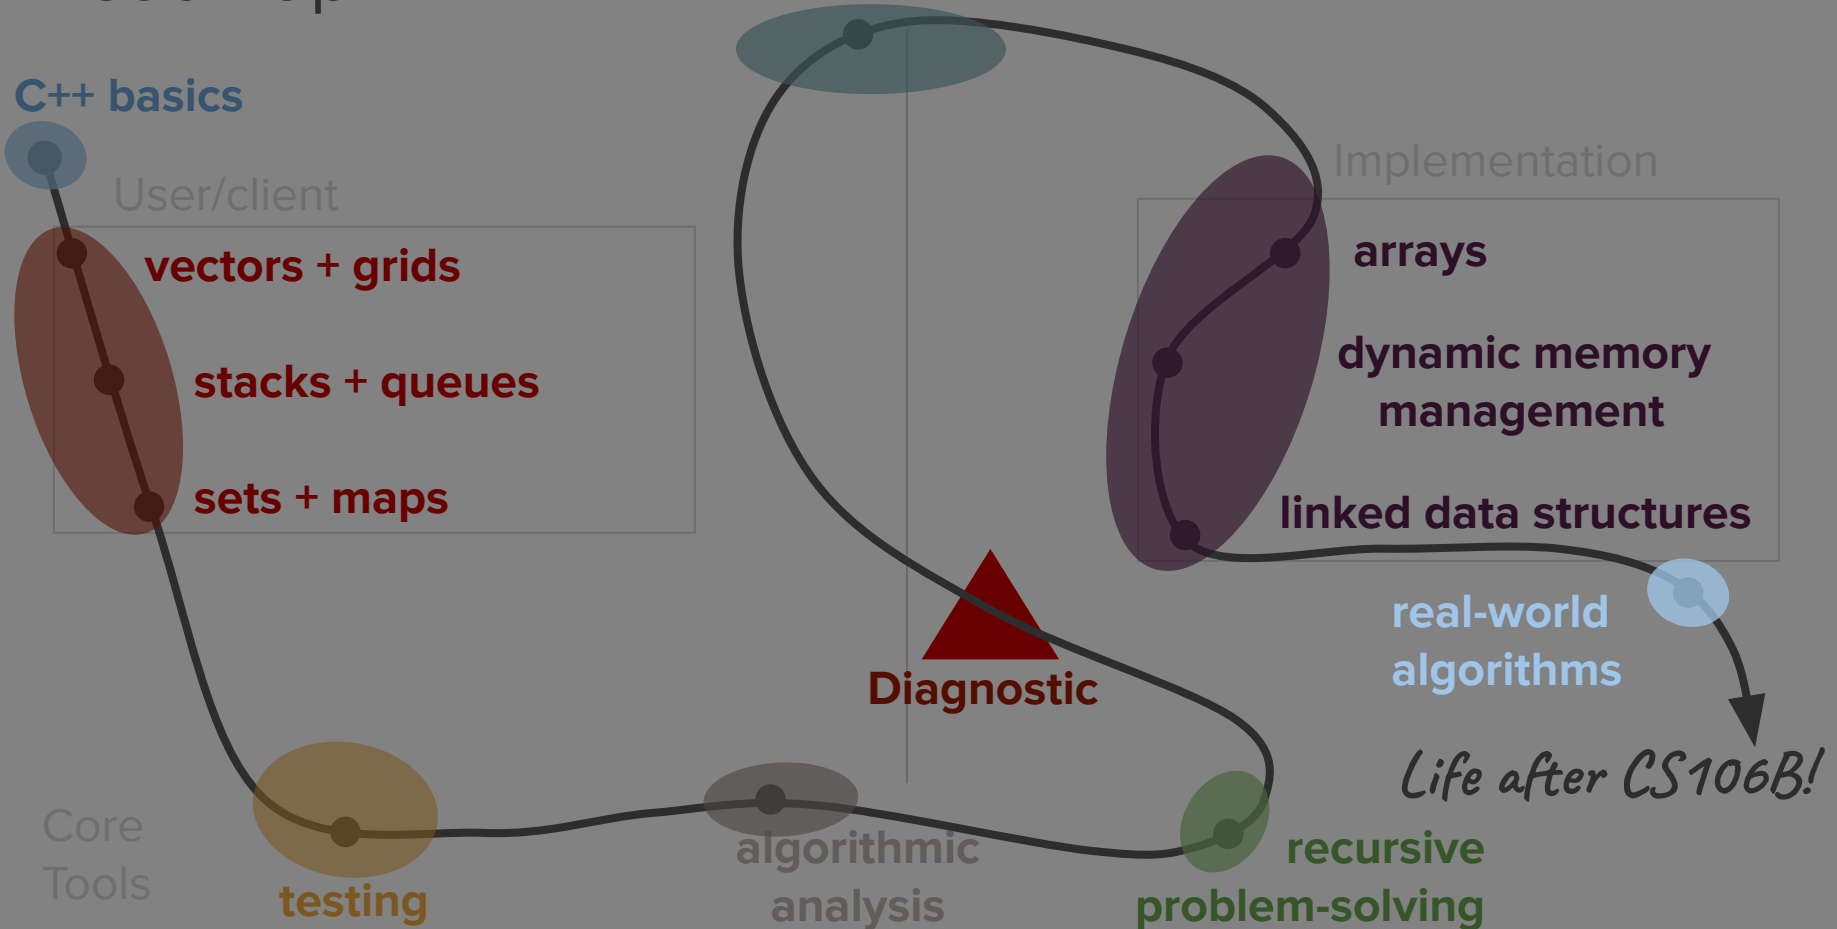 C++ basics
User/client
vectors + grids
stacks + queues
sets + maps
Implementation
arrays
dynamic memory
management
linked data structures
real-world
algorithms
Diagnostic
Life after CS106B!
Core
Tools
testing
algorithmic
analysis
recursive
problem-solving